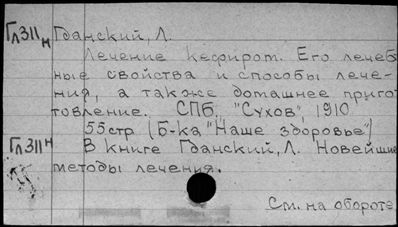 Гл311н Гданский, Л.
Лечение кефиром. Его лечеб
ные свойства и способы лече-
ния, а также домашнее приго
товление. СПб, "Сухов", 1910
55стр (Б-ка "Наше здоровье")
Гл311н В книге Гданский, Л. Новейшие
методы лечения.
См. на обороте